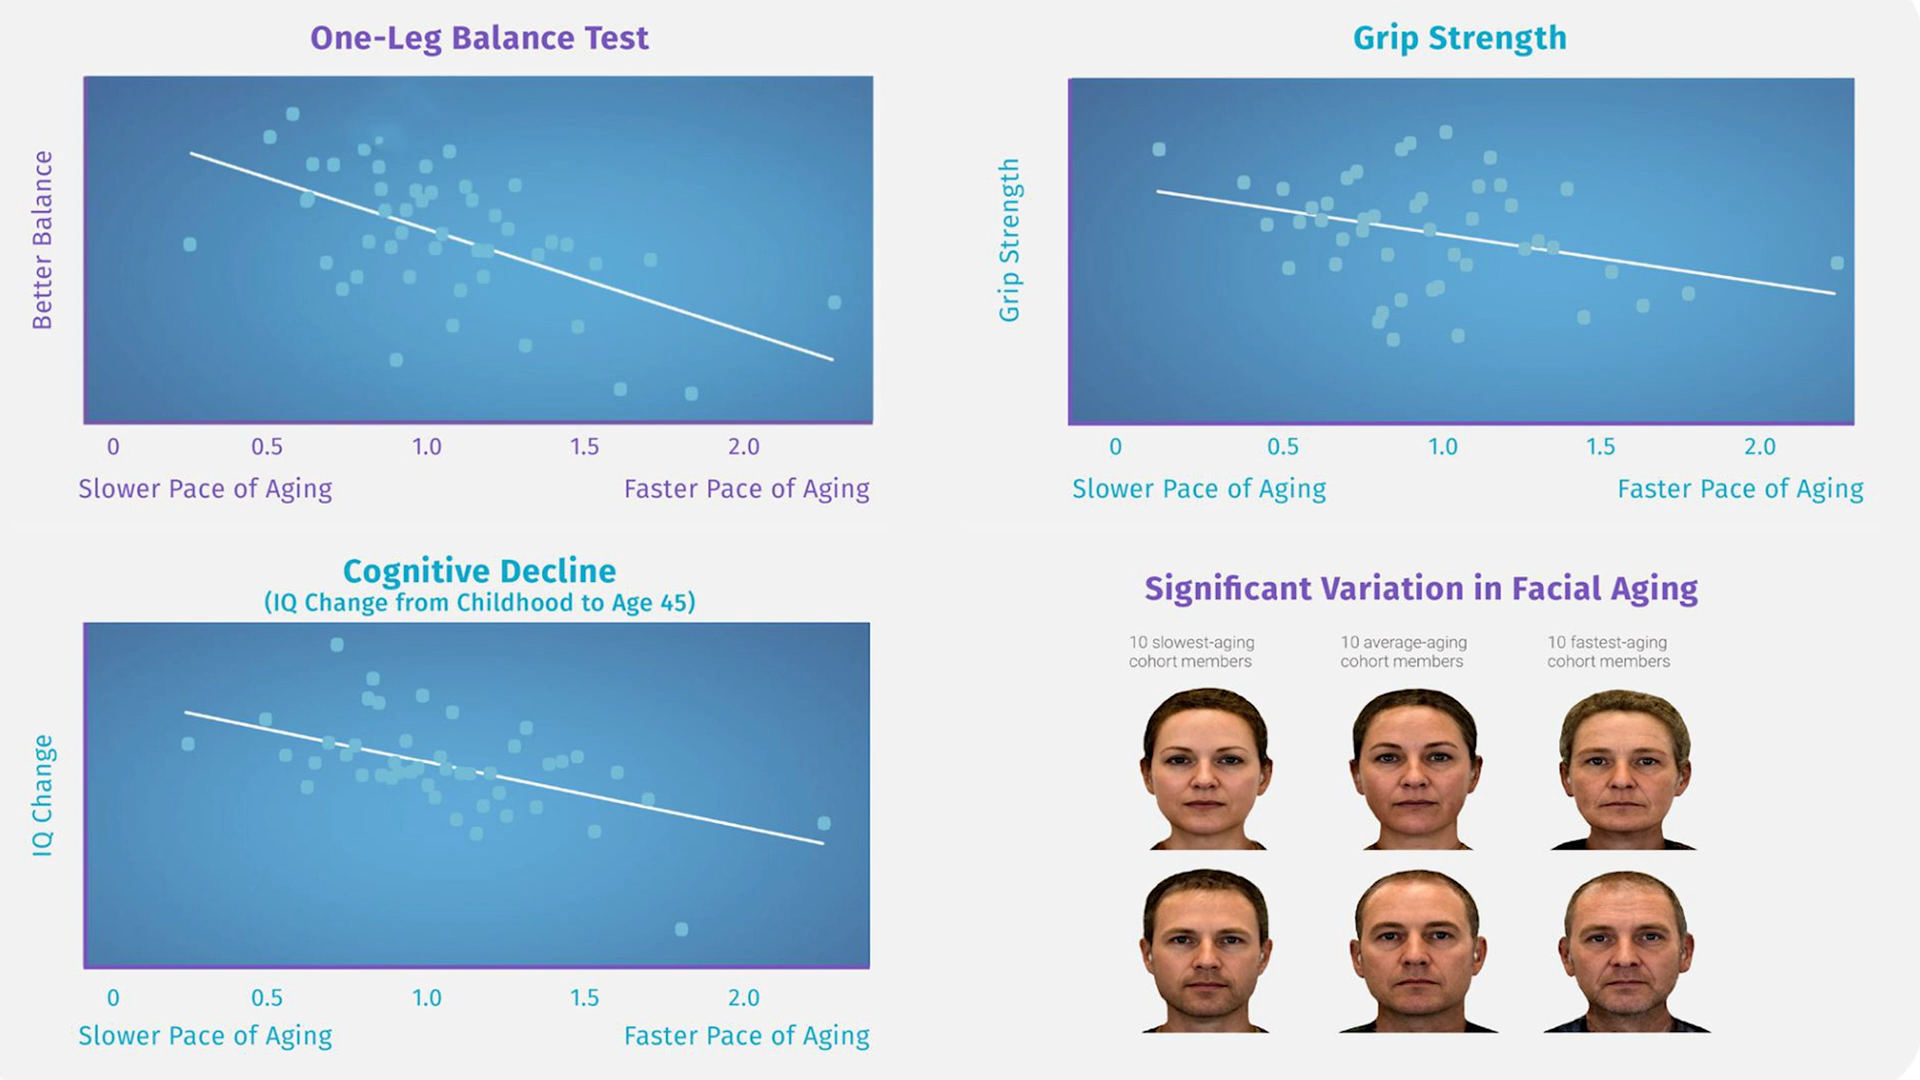 One-Leg Balance Test
Better Balance
0 0.5 1.0 1.5 2.0
Slower Pace of Aging Faster Pace of Aging
Grip Strength
Grip Strength
0 0.5 1.0 1.5 2.0
Slower Pace of Aging Faster Pace of Aging
Cognitive Decline
(IQ Change from Childhood to Age 45)
IQ Change
0 0.5 1.0 1.5 2.0
Slower Pace of Aging Faster Pace of Aging
Significant Variation in Facial Aging
10 slowest-aging
cohort members
10 average-aging
cohort members
10 fastest-aging
cohort members